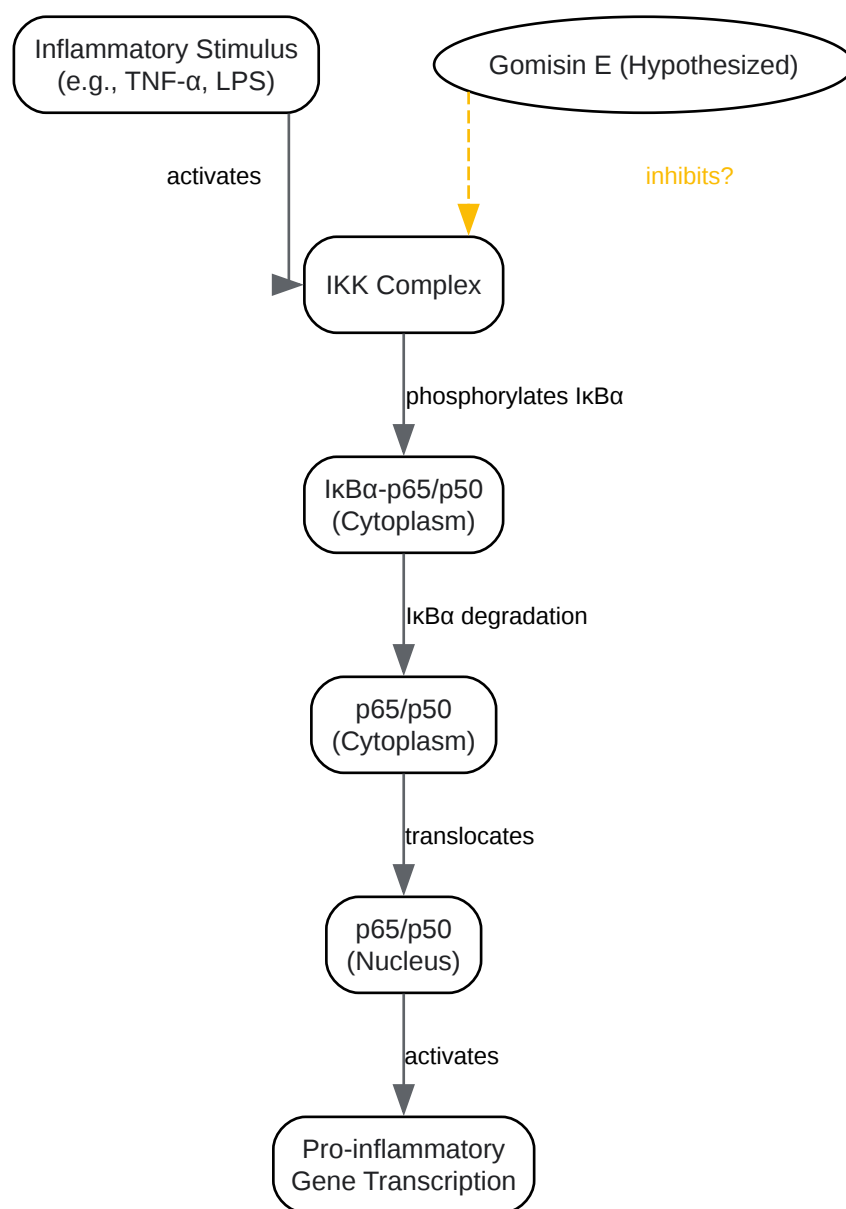 Inflammatory Stimulus
(e.g., TNF-α, LPS)
Gomisin E (Hypothesized)
activates
inhibits?
IKK Complex
phosphorylates IκBα
IκBα-p65/p50
(Cytoplasm)
IκBα degradation
p65/p50
(Cytoplasm)
translocates
p65/p50
(Nucleus)
activates
Pro-inflammatory
Gene Transcription